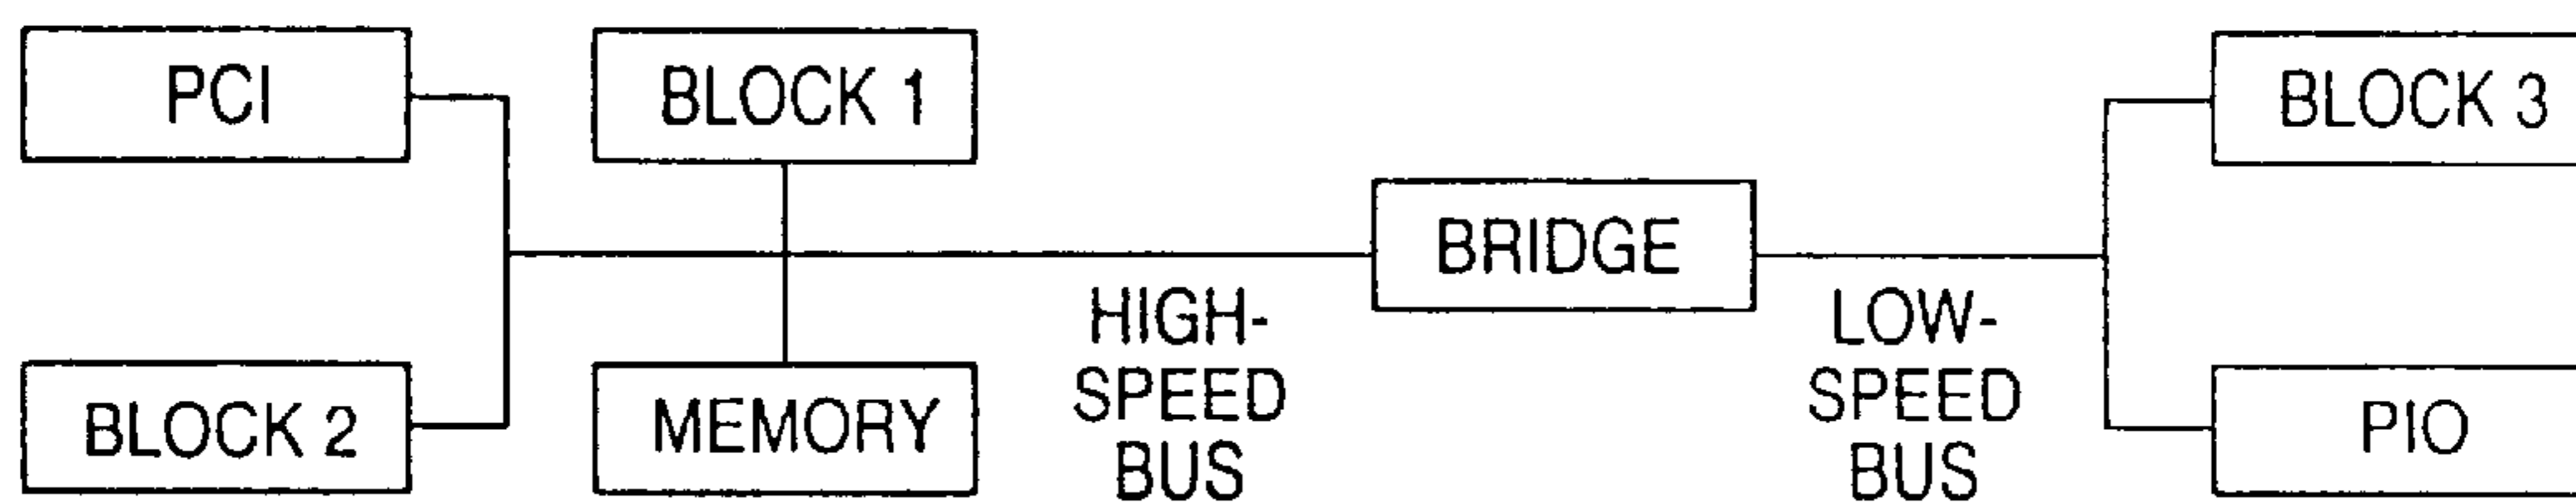 PCI
BLOCK 1
BLOCK 3
BRIDGE
HIGH-
SPEED
BUS
LOW-
SPEED
BUS
BLOCK 2
MEMORY
PIO